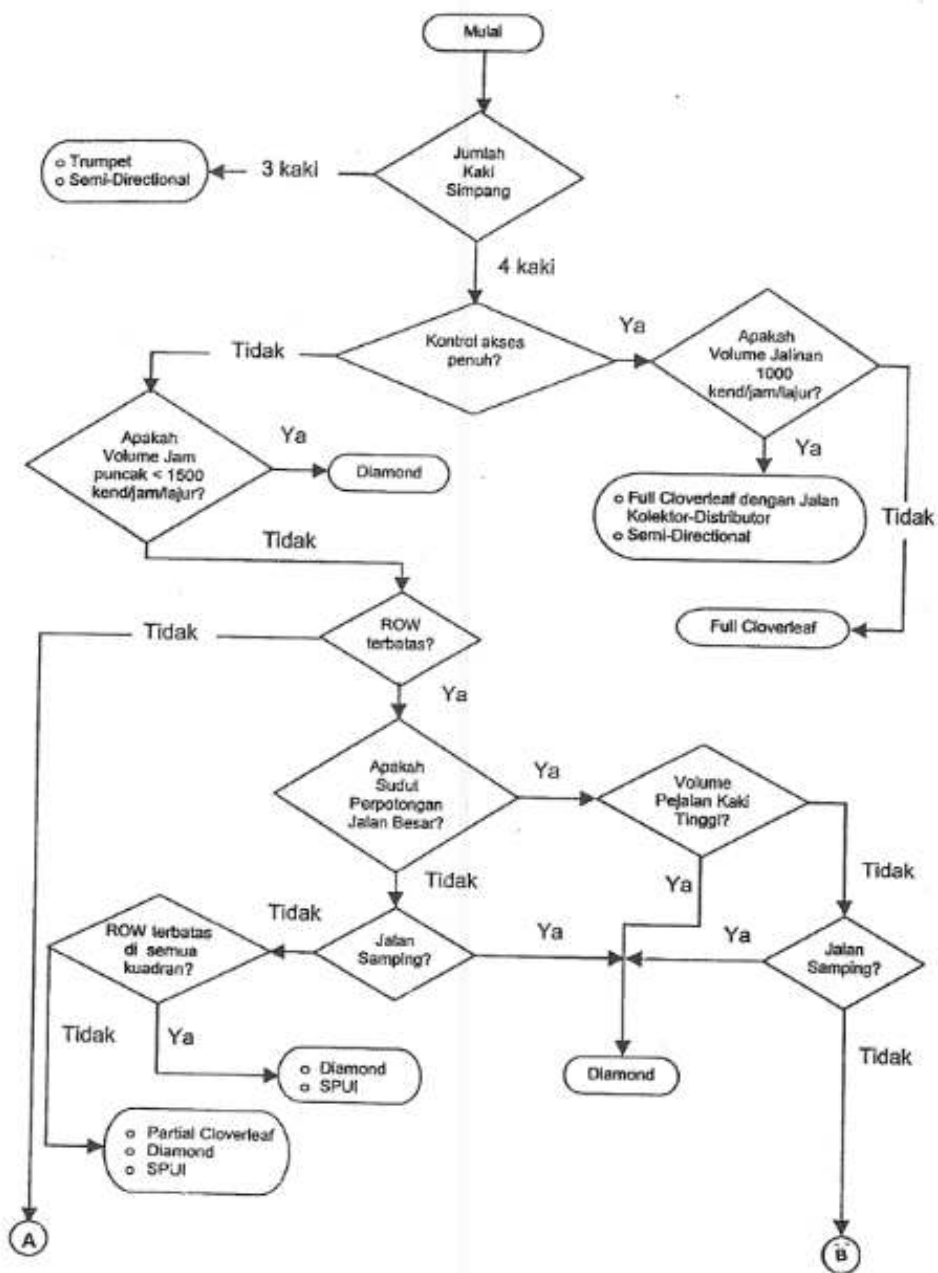 Mulai
Jumlah
Kaki
Simpang
3 kaki
o Trumpet
o Semi-Directional
4 kaki
Kontrol akses
penuh?
Ya
Apakah
Volume Jalinan
1000
kend/jam/lajur?
Tidak
Apakah
Volume Jam
puncak < 1500
kend/jam/lajur?
Ya
Diamond
Ya
o Full Cloverleaf dengan Jalan
Kolektor-Distributor
o Semi-Directional
Tidak
Full Cloverleaf
Tidak
ROW
terbatas?
Tidak
Ya
Apakah
Sudut
Perpotongan
Jalan Besar?
Ya
Volume
Pejalan Kaki
Tinggi?
Tidak
Ya
Tidak
Jalan
Samping?
Tidak
Ya
ROW terbatas
di semua
kuadran?
Ya
Jalan
Samping?
Tidak
Ya
Tidak
o Diamond
o SPUI
Diamond
o Partial Cloverleaf
o Diamond
o SPUI
A
B